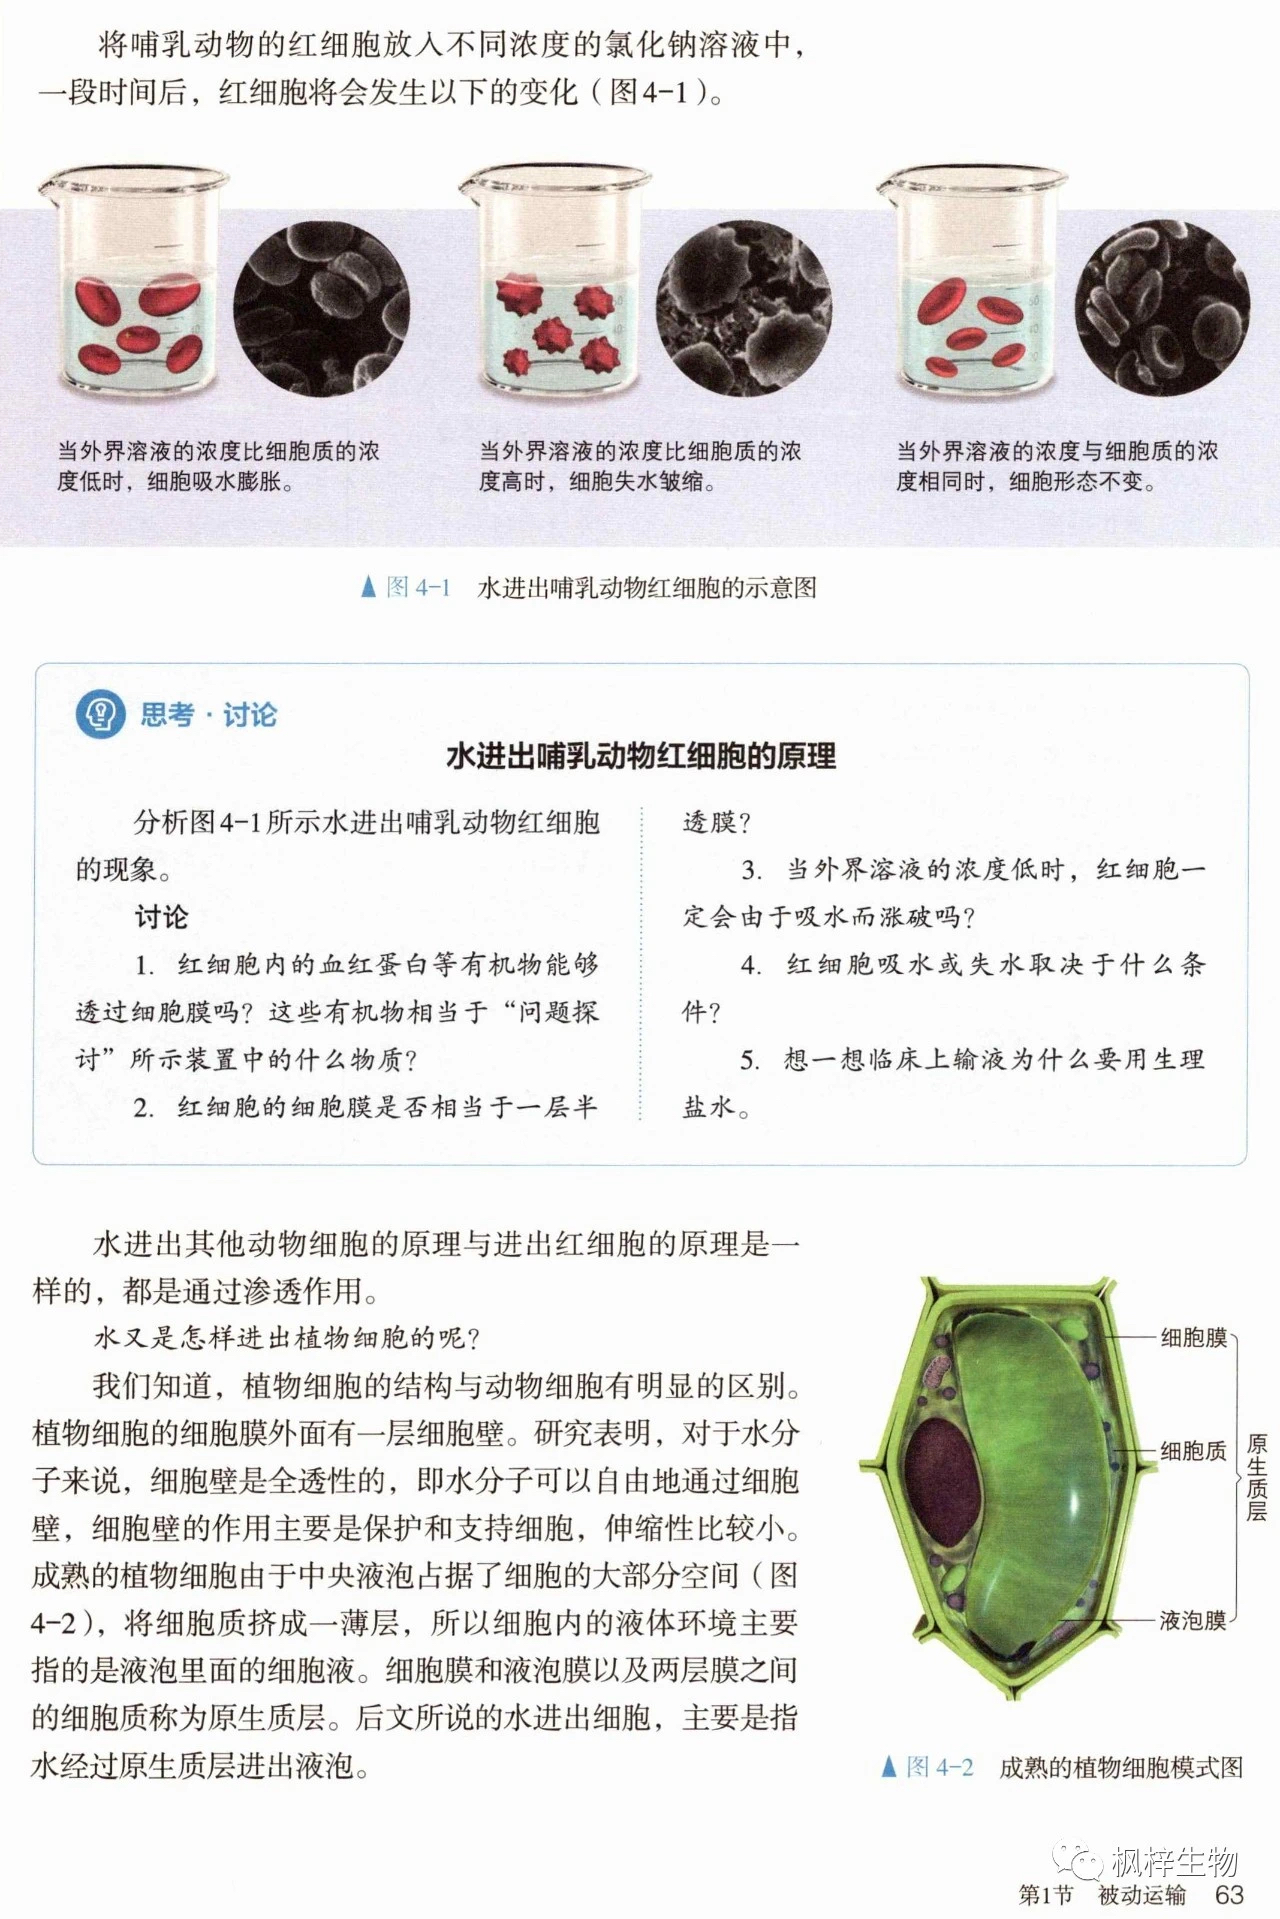 将哺乳动物的红细胞放入不同浓度的氯化钠溶液中，
一段时间后，红细胞将会发生以下的变化（图4-1）。
当外界溶液的浓度比细胞质的浓
度低时，细胞吸水膨胀。
当外界溶液的浓度比细胞质的浓
度高时，细胞失水皱缩。
当外界溶液的浓度与细胞质的浓
度相同时，细胞形态不变。
▲ 图 4-1 水进出哺乳动物红细胞的示意图
思考·讨论
水进出哺乳动物红细胞的原理
分析图4-1所示水进出哺乳动物红细胞
的现象。
讨论
1. 红细胞内的血红蛋白等有机物能够
透过细胞膜吗？这些有机物相当于“问题探
讨”所示装置中的什么物质？
2. 红细胞的细胞膜是否相当于一层半
透膜？
3. 当外界溶液的浓度低时，红细胞一
定会由于吸水而涨破吗？
4. 红细胞吸水或失水取决于什么条
件？
5. 想一想临床上输液为什么要用生理
盐水。
水进出其他动物细胞的原理与进出红细胞的原理是一
样的，都是通过渗透作用。
水又是怎样进出植物细胞的呢？
我们知道，植物细胞的结构与动物细胞有明显的区别。
植物细胞的细胞膜外面有一层细胞壁。研究表明，对于水分
子来说，细胞壁是全透性的，即水分子可以自由地通过细胞
壁，细胞壁的作用主要是保护和支持细胞，伸缩性比较小。
成熟的植物细胞由于中央液泡占据了细胞的大部分空间（图
4-2），将细胞质挤成一薄层，所以细胞内的液体环境主要
指的是液泡里面的细胞液。细胞膜和液泡膜以及两层膜之间
的细胞质称为原生质层。后文所说的水进出细胞，主要是指
水经过原生质层进出液泡。
细胞膜
细胞质
液泡膜
原生质层
▲ 图 4-2 成熟的植物细胞模式图
枫梓生物
第1节 被动运输 63